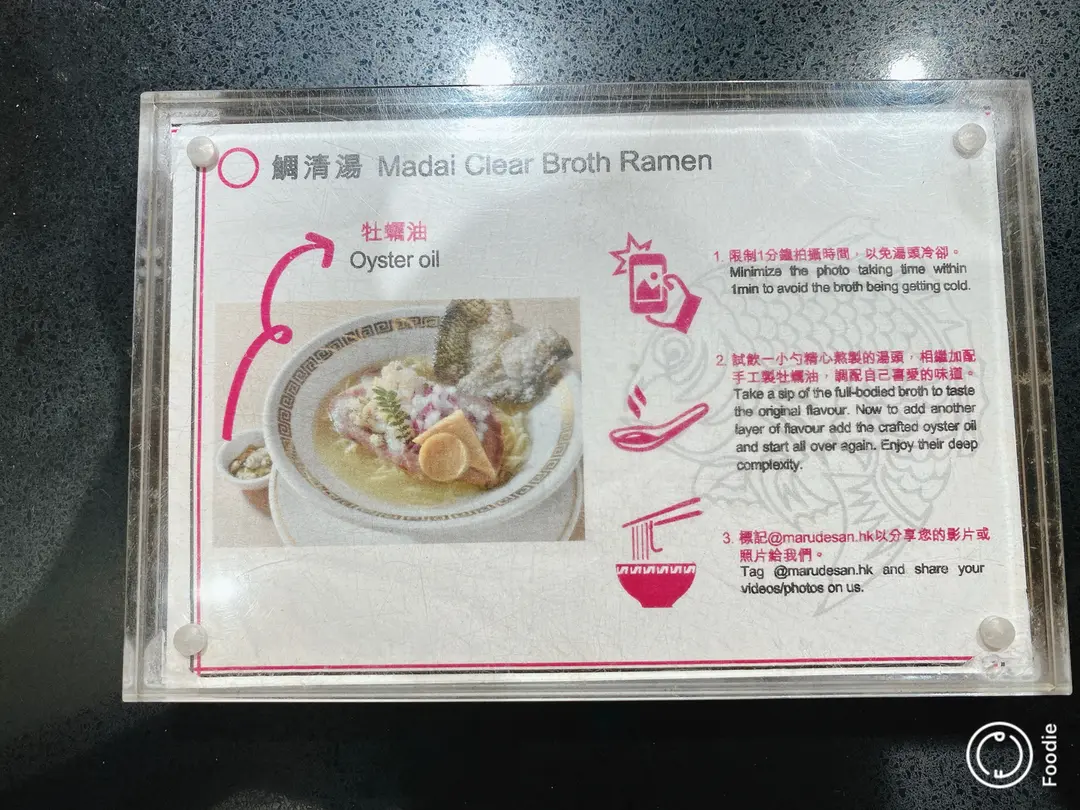 鯛清湯 Madai Clear Broth Ramen
牡蠣油
Oyster oil
1. 限制1分鐘拍攝時間，以免湯頭冷卻。
Minimize the photo taking time within
1min to avoid the broth being getting cold.
2. 試飲一小勺精心熬製的湯頭，相繼加配
手工製牡蠣油，調配自己喜愛的味道。
Take a sip of the full-bodied broth to taste
the original flavour. Now to add another
layer of flavour add the crafted oyster oil
and start all over again. Enjoy their deep
complexity.
3. 標記@marudesan.hk以分享您的影片或
照片給我們。
Tag @marudesan.hk and share your
videos/photos on us.
Foodie